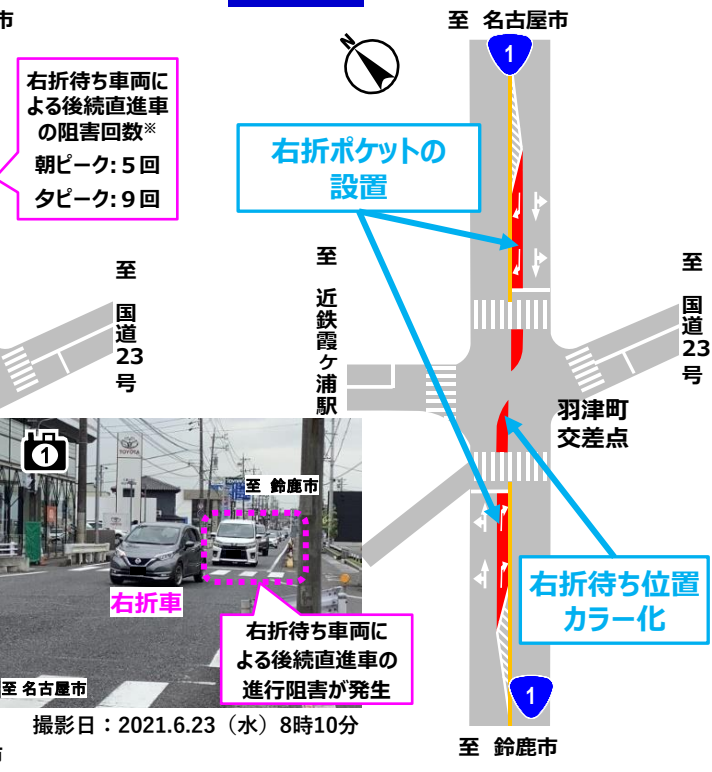 市
右折待ち車両に
よる後続直進車
の阻害回数※
朝ピーク:５回
夕ピーク:９回
至 国道23号
N
至 名古屋市
1
右折ポケットの
設置
至 近鉄霞ヶ浦駅
至 国道23号
羽津町
交差点
右折待ち位置
カラー化
1
至 鈴鹿市
1
TOYOTA
至 鈴鹿市
右折車
右折待ち車両に
よる後続直進車の
進行阻害が発生
至 名古屋市
撮影日：2021.6.23（水）8時10分